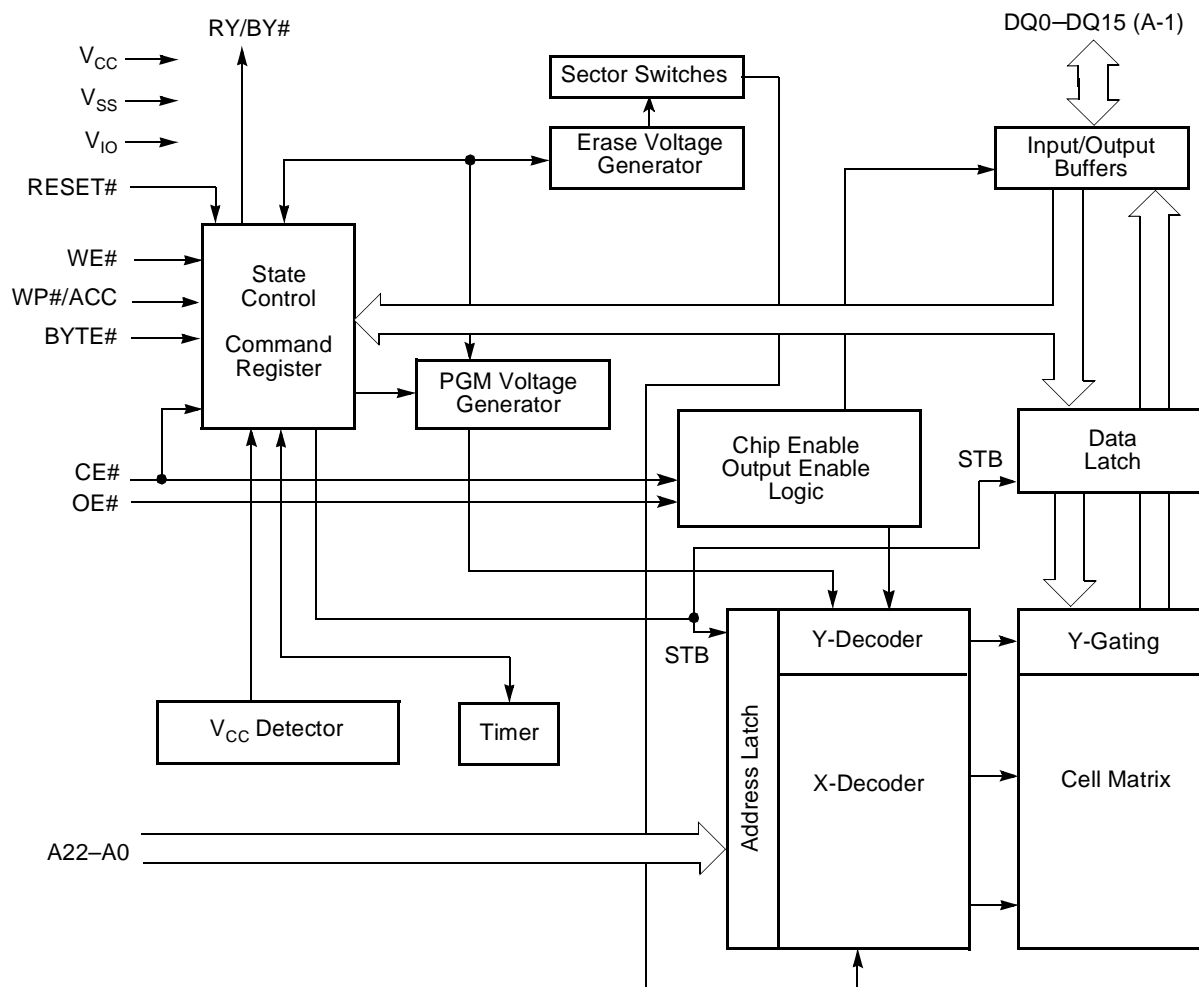 RY/BY#
DQ0–DQ15 (A-1)
VCC
VSS
VIO
Sector Switches
Erase Voltage
Generator
Input/Output
Buffers
RESET#
WE#
WP#/ACC
BYTE#
State
Control
Command
Register
PGM Voltage
Generator
CE#
OE#
Chip Enable
Output Enable
Logic
STB
Data
Latch
STB
Y-Decoder
Y-Gating
VCC Detector
Timer
Address Latch
X-Decoder
Cell Matrix
A22–A0